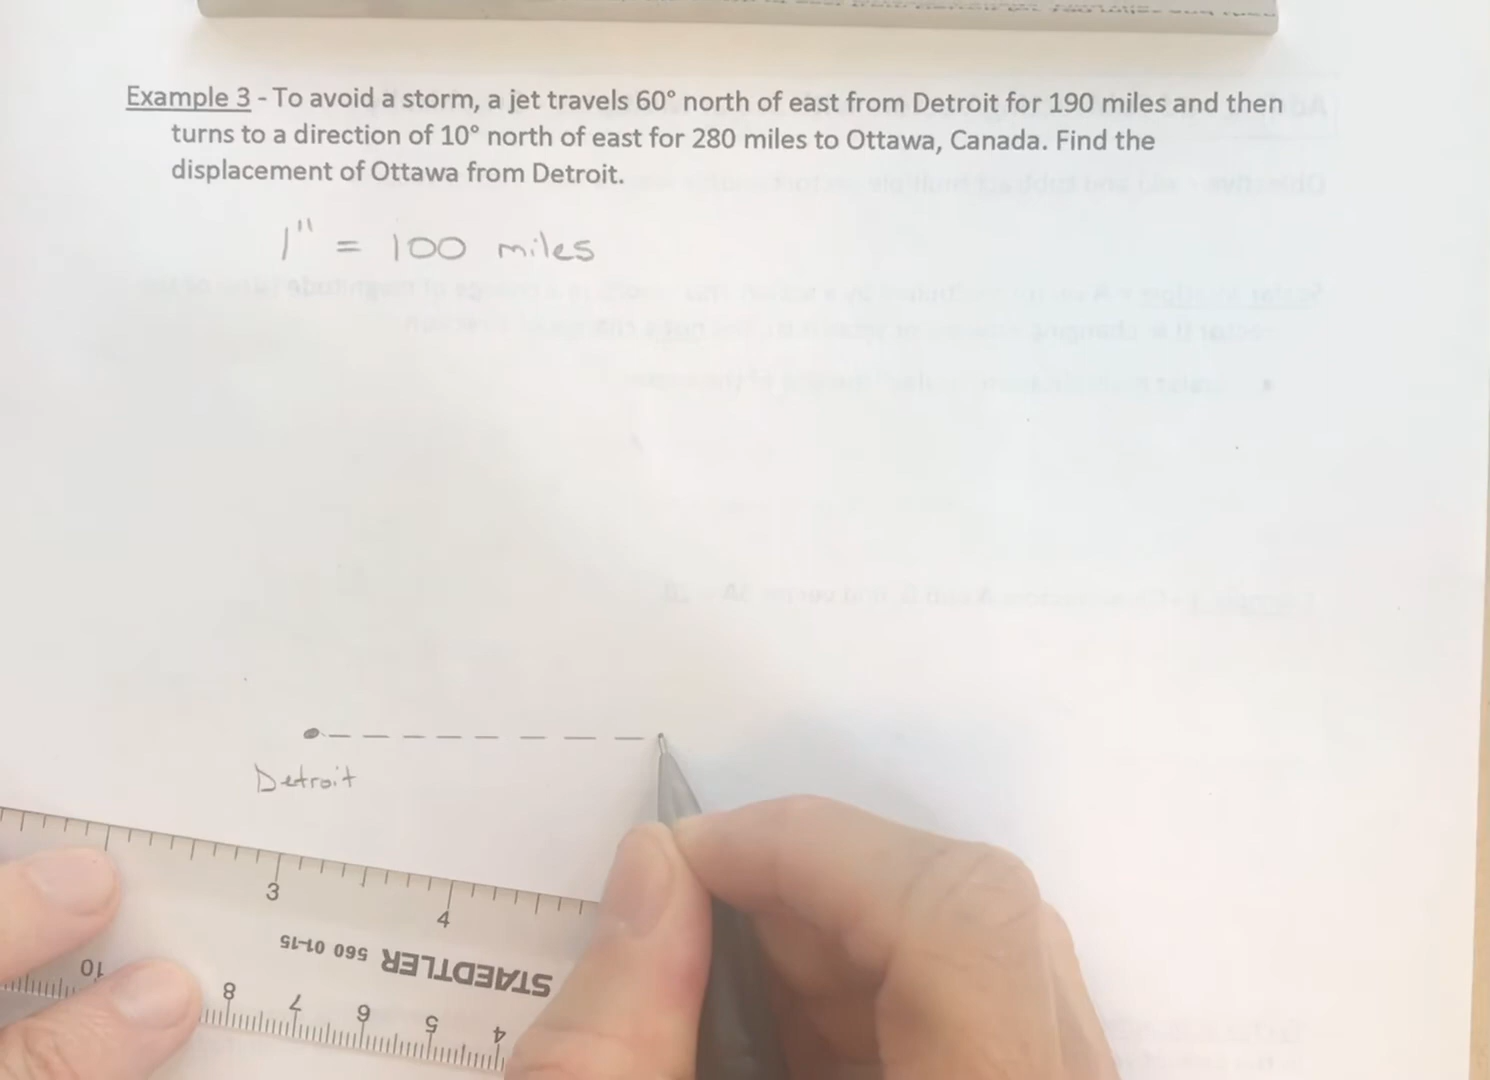 Example 3 - To avoid a storm, a jet travels 60° north of east from Detroit for 190 miles and then
turns to a direction of 10° north of east for 280 miles to Ottawa, Canada. Find the
displacement of Ottawa from Detroit.
1" = 100 miles
Detroit
3
4
STAEDTLER 560 01-15
10
8 7 6 5 4